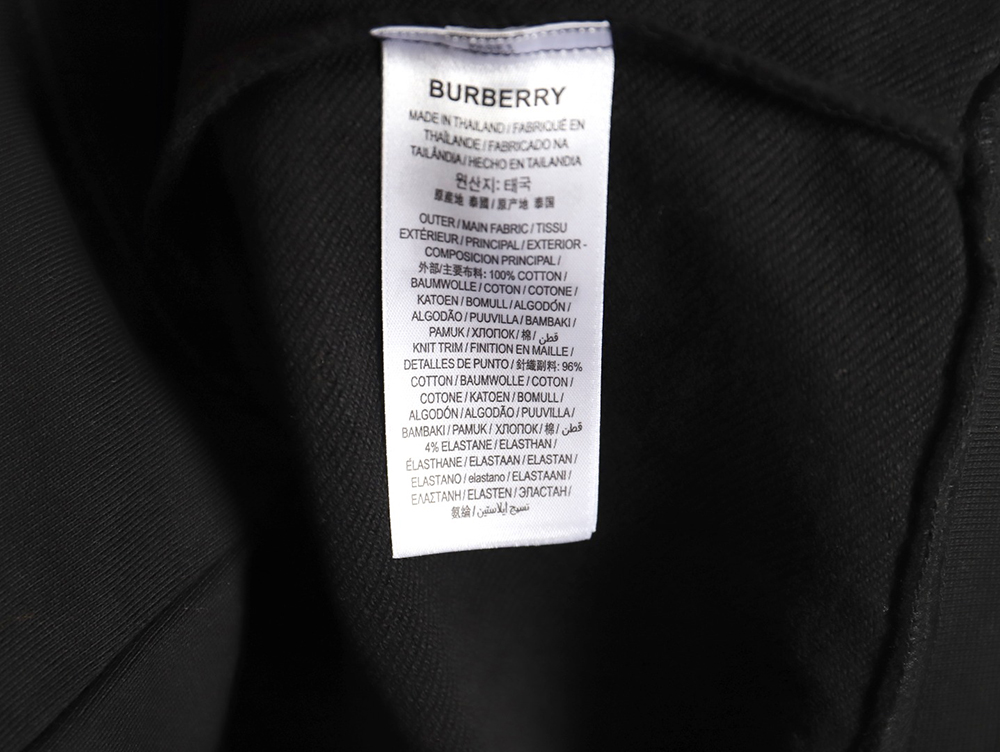 BURBERRY
MADE IN THAILAND / FABRIQUÉ EN
THAÏLANDE / FABRICADO NA
TAILÂNDIA / HECHO EN TAILANDIA
원산지: 태국
原産地 泰國 / 原产地 泰国
OUTER / MAIN FABRIC / TISSU
EXTÉRIEUR / PRINCIPAL / EXTERIOR -
COMPOSICION PRINCIPAL /
外部/主要布料: 100% COTTON /
BAUMWOLLE / COTON / COTONE /
KATOEN / BOMULL / ALGODÓN /
ALGODÃO / PUUVILLA / BAMBAKI /
PAMUK / ХЛОПОК / 棉 / قطن
KNIT TRIM / FINITION EN MAILLE /
DETALLES DE PUNTO / 針織副料: 96%
COTTON / BAUMWOLLE / COTON /
COTONE / KATOEN / BOMULL /
ALGODÓN / ALGODÃO / PUUVILLA /
BAMBAKI / PAMUK / ХЛОПОК / 棉 / قطن
4% ELASTANE / ELASTHAN /
ÉLASTHANE / ELASTAAN / ELASTAN /
ELASTANO / elastano / ELASTAANI /
ΕΛΑΣΤΑΝΗ / ELASTEN / ЭЛАСТАН /
氨綸 / نسيج إيلاستين